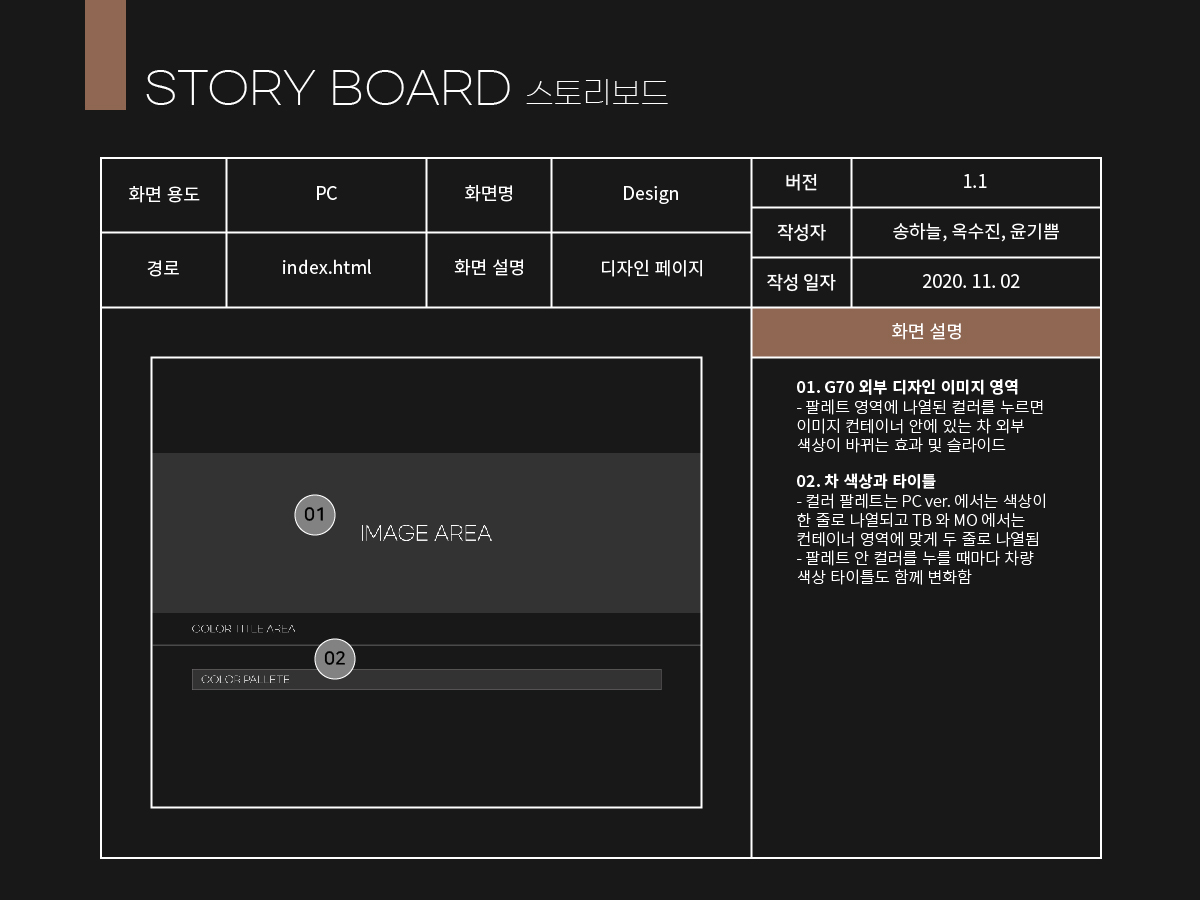 STORY BOARD 스토리보드
화면 용도 PC 화면명 Design 버전 1.1
작성자 송하늘, 옥수진, 윤기쁨
경로 index.html 화면 설명 디자인 페이지 작성 일자 2020. 11. 02
화면 설명
01. G70 외부 디자인 이미지 영역
- 팔레트 영역에 나열된 컬러를 누르면
이미지 컨테이너 안에 있는 차 외부
색상이 바뀌는 효과 및 슬라이드
02. 차 색상과 타이틀
- 컬러 팔레트는 PC ver. 에서는 색상이
한 줄로 나열되고 TB 와 MO 에서는
컨테이너 영역에 맞게 두 줄로 나열됨
- 팔레트 안 컬러를 누를 때마다 차량
색상 타이틀도 함께 변화함
01
IMAGE AREA
COLOR TITLE AREA
02
COLOR PALLETE